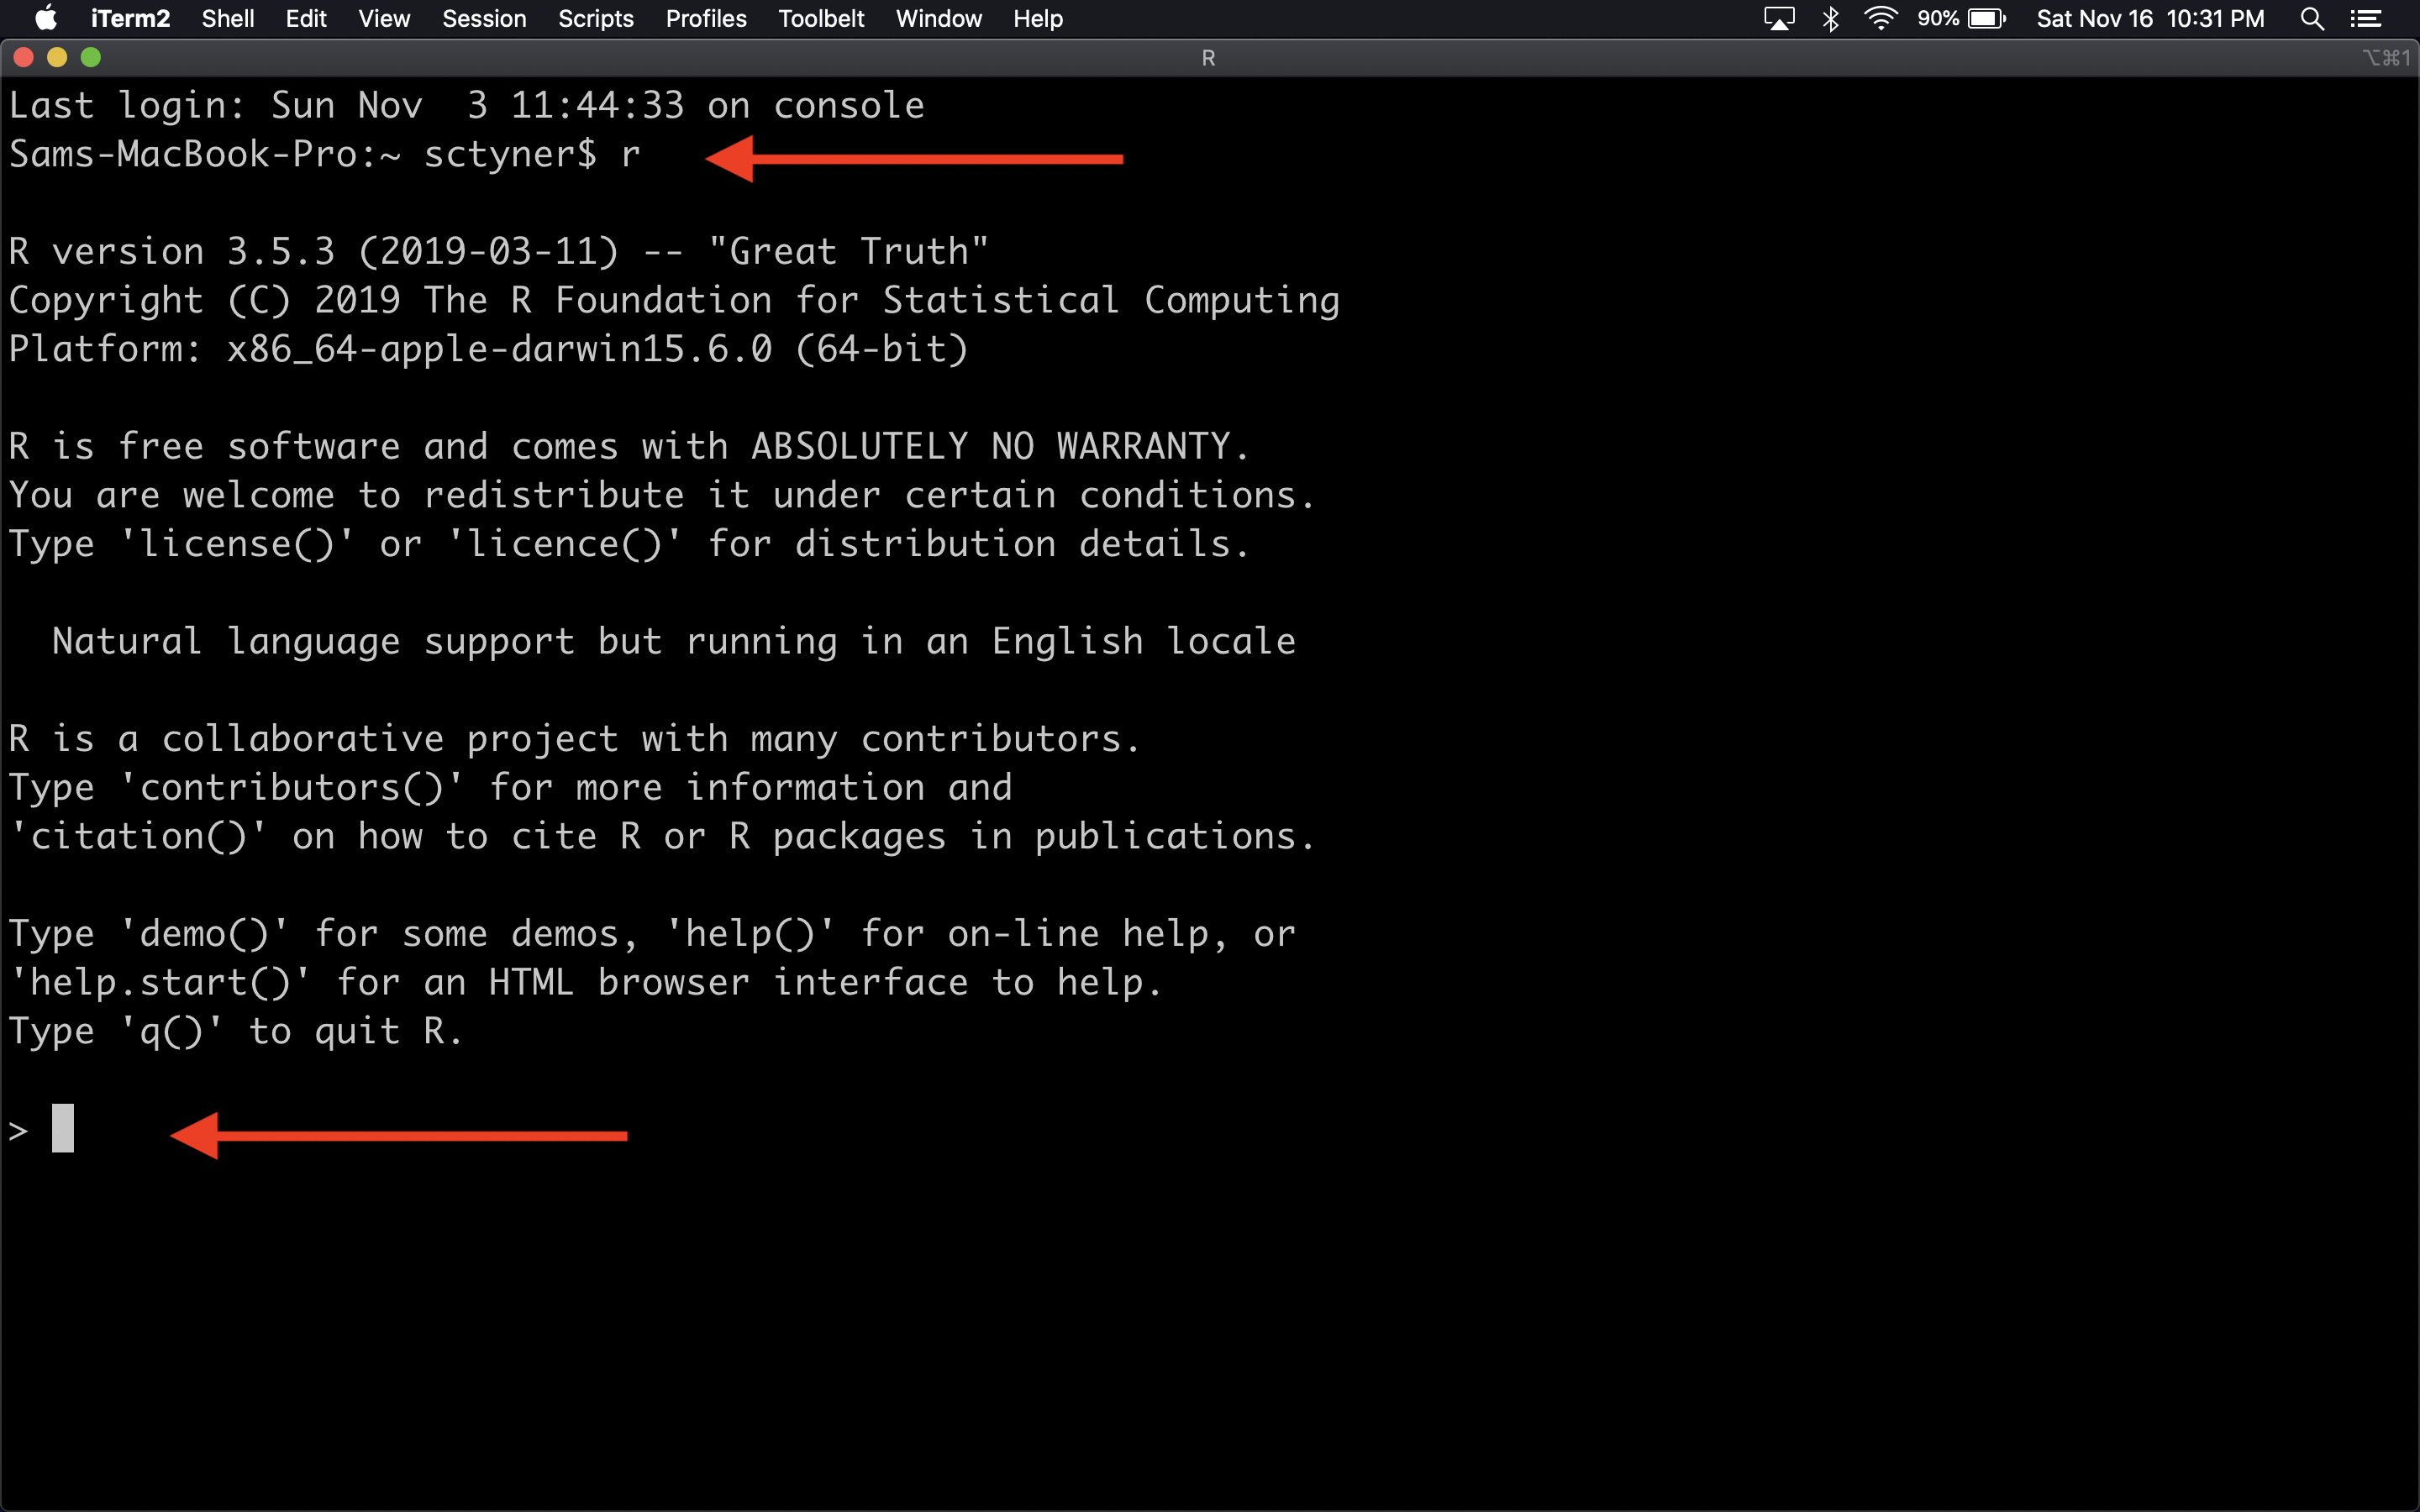 iTerm2 Shell Edit View Session Scripts Profiles Toolbelt Window Help 90% Sat Nov 16 10:31 PM
R ⌥⌘1
Last login: Sun Nov  3 11:44:33 on console
Sams-MacBook-Pro:~ sctyner$ r
R version 3.5.3 (2019-03-11) -- "Great Truth"
Copyright (C) 2019 The R Foundation for Statistical Computing
Platform: x86_64-apple-darwin15.6.0 (64-bit)
R is free software and comes with ABSOLUTELY NO WARRANTY.
You are welcome to redistribute it under certain conditions.
Type 'license()' or 'licence()' for distribution details.
  Natural language support but running in an English locale
R is a collaborative project with many contributors.
Type 'contributors()' for more information and
'citation()' on how to cite R or R packages in publications.
Type 'demo()' for some demos, 'help()' for on-line help, or
'help.start()' for an HTML browser interface to help.
Type 'q()' to quit R.
>